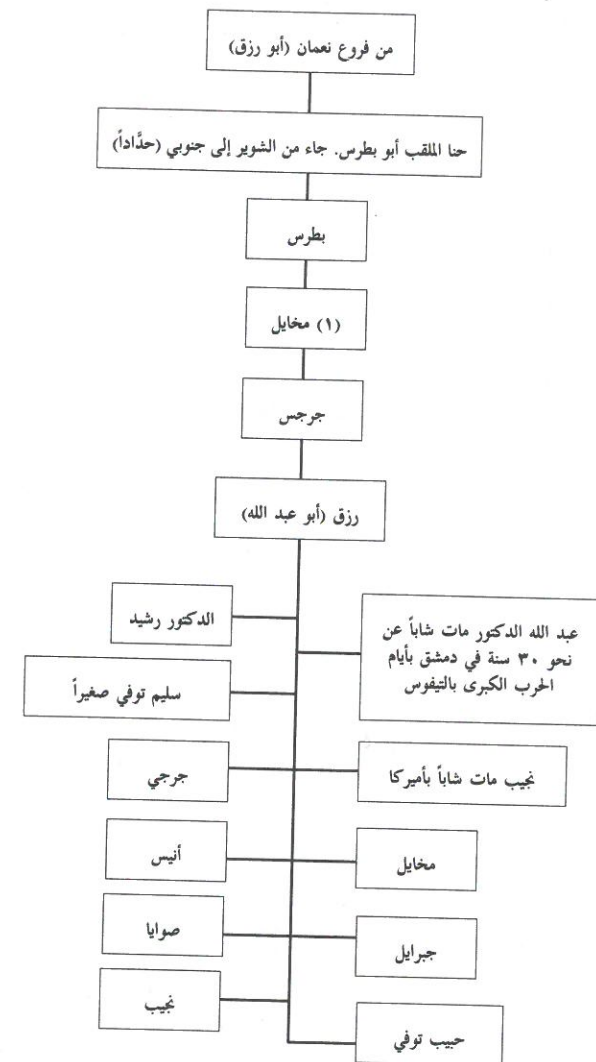 من فروع نعمان (أبو رزق)
حنا الملقب أبو بطرس. جاء من الشوير إلى جنوبي (حدَّاداً)
بطرس
(١) مخايل
جرجس
رزق (أبو عبد الله)
عبد الله الدكتور مات شاباً عن
نحو ٣٠ سنة في دمشق بأيام
الحرب الكبرى بالتيفوس
الدكتور رشيد
سليم توفي صغيراً
نجيب مات شاباً بأميركا
جرجي
مخايل
أنيس
جبرايل
صوايا
حبيب توفي
نجيب